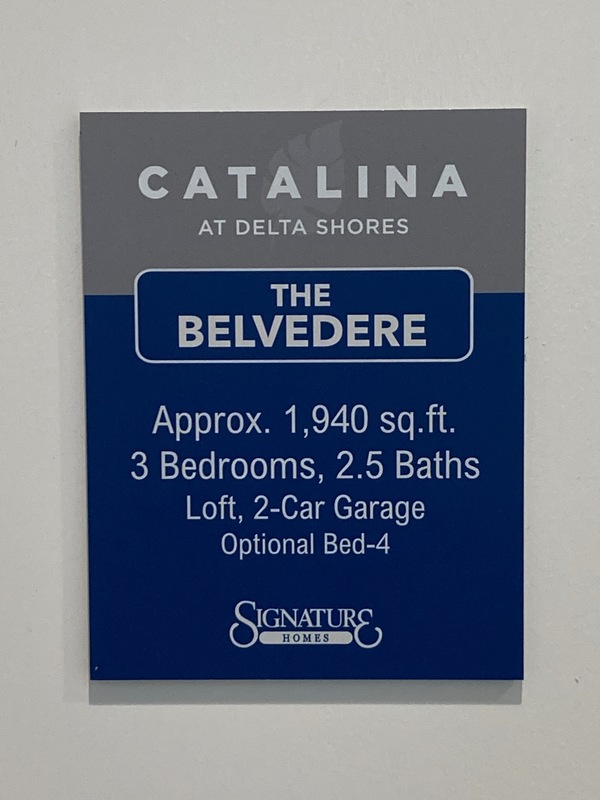 CATALINA
AT DELTA SHORES
THE
BELVEDERE
Approx. 1,940 sq.ft.
3 Bedrooms, 2.5 Baths
Loft, 2-Car Garage
Optional Bed-4
SIGNATURE
HOMES